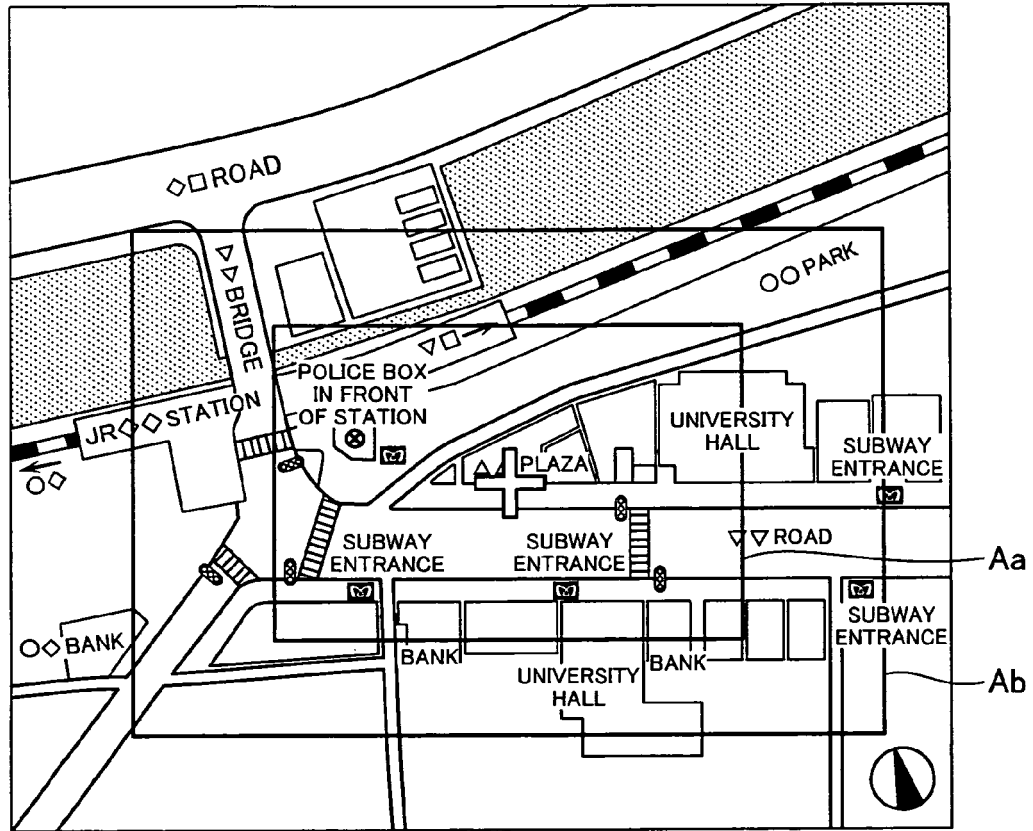 ◇□ROAD
▽▽BRIDGE
○○PARK
▽□→
POLICE BOX
IN FRONT
OF STATION
JR◇◇STATION
←
○◇
UNIVERSITY
HALL
SUBWAY
ENTRANCE
△△PLAZA
SUBWAY
ENTRANCE
SUBWAY
ENTRANCE
▽▽ROAD
Aa
SUBWAY
ENTRANCE
○◇BANK
BANK
UNIVERSITY
HALL
BANK
Ab